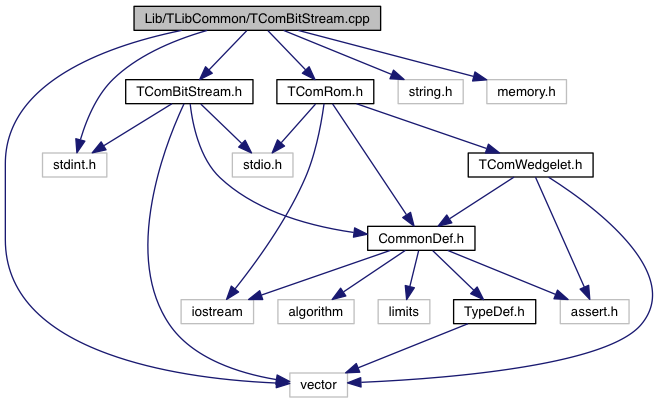 Lib/TLibCommon/TComBitStream.cpp
TComBitStream.h
TComRom.h
string.h
memory.h
stdint.h
stdio.h
TComWedgelet.h
CommonDef.h
iostream
algorithm
limits
TypeDef.h
assert.h
vector